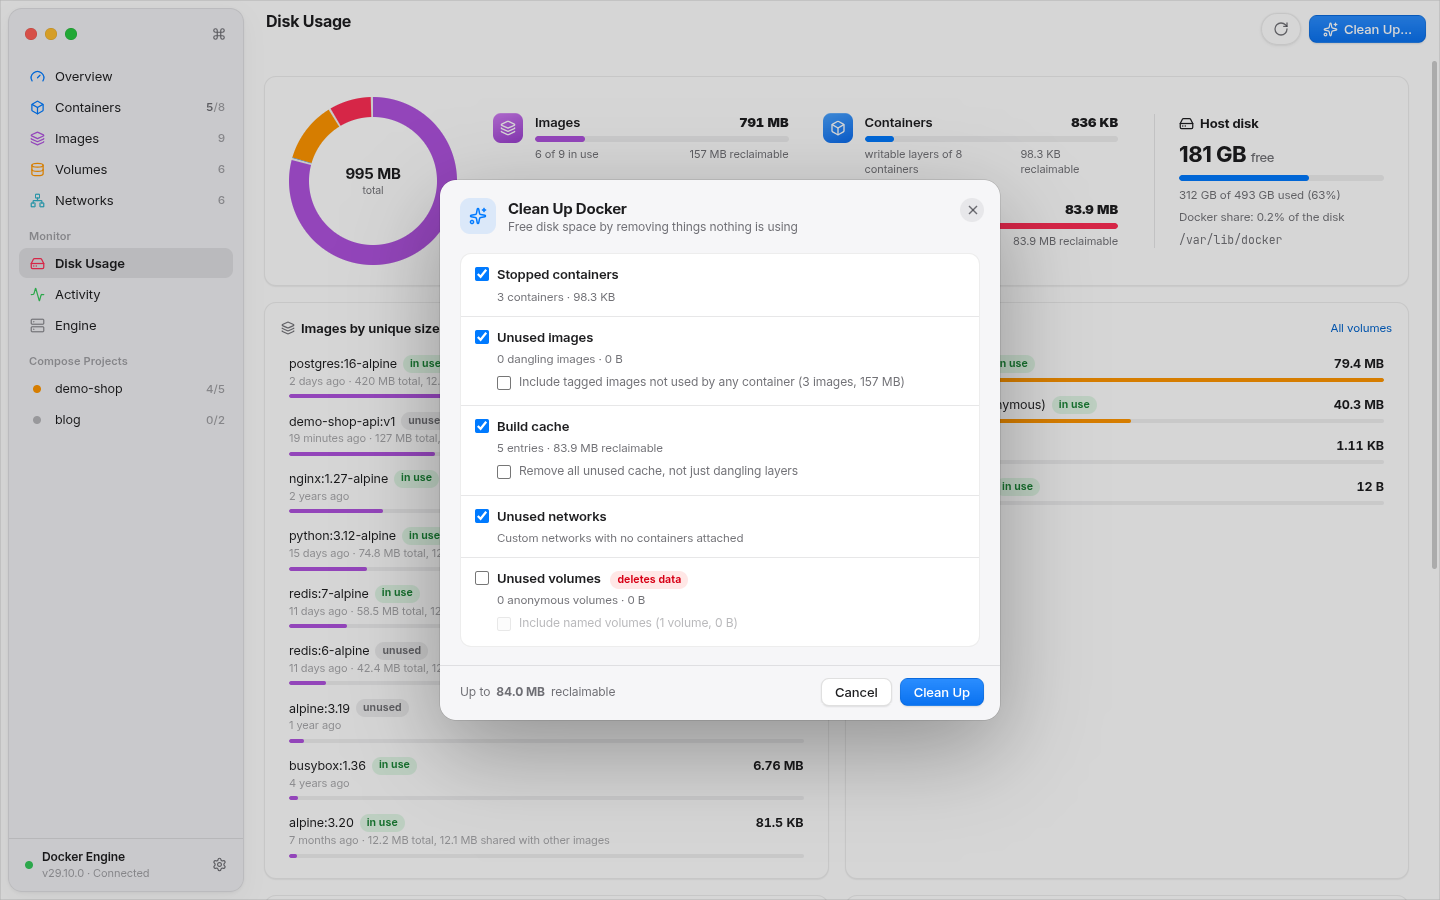 ⌘
Overview
Containers 5/8
Images 9
Volumes 6
Networks 6
Monitor
Disk Usage
Activity
Engine
Compose Projects
demo-shop 4/5
blog 0/2
Docker Engine
v29.10.0 · Connected
Disk Usage
Clean Up...
995 MB
total
Images 791 MB
6 of 9 in use 157 MB reclaimable
Containers 836 KB
writable layers of 8 containers
98.3 KB reclaimable
83.9 MB
83.9 MB reclaimable
Host disk
181 GB free
312 GB of 493 GB used (63%)
Docker share: 0.2% of the disk
/var/lib/docker
Images by unique size
postgres:16-alpine in use
2 days ago · 420 MB total, 12.
demo-shop-api:v1 unused
19 minutes ago · 127 MB total,
nginx:1.27-alpine in use
2 years ago
python:3.12-alpine in use
15 days ago · 74.8 MB total, 12
redis:7-alpine in use
11 days ago · 58.5 MB total, 12
redis:6-alpine unused
11 days ago · 42.4 MB total, 12
alpine:3.19 unused
1 year ago
busybox:1.36 in use 6.76 MB
4 years ago
alpine:3.20 in use 81.5 KB
7 months ago · 12.2 MB total, 12.1 MB shared with other images
All volumes
in use 79.4 MB
nymous) in use 40.3 MB
1.11 KB
in use 12 B
Clean Up Docker
Free disk space by removing things nothing is using
Stopped containers
3 containers · 98.3 KB
Unused images
0 dangling images · 0 B
Include tagged images not used by any container (3 images, 157 MB)
Build cache
5 entries · 83.9 MB reclaimable
Remove all unused cache, not just dangling layers
Unused networks
Custom networks with no containers attached
Unused volumes deletes data
0 anonymous volumes · 0 B
Include named volumes (1 volume, 0 B)
Up to 84.0 MB reclaimable
Cancel
Clean Up